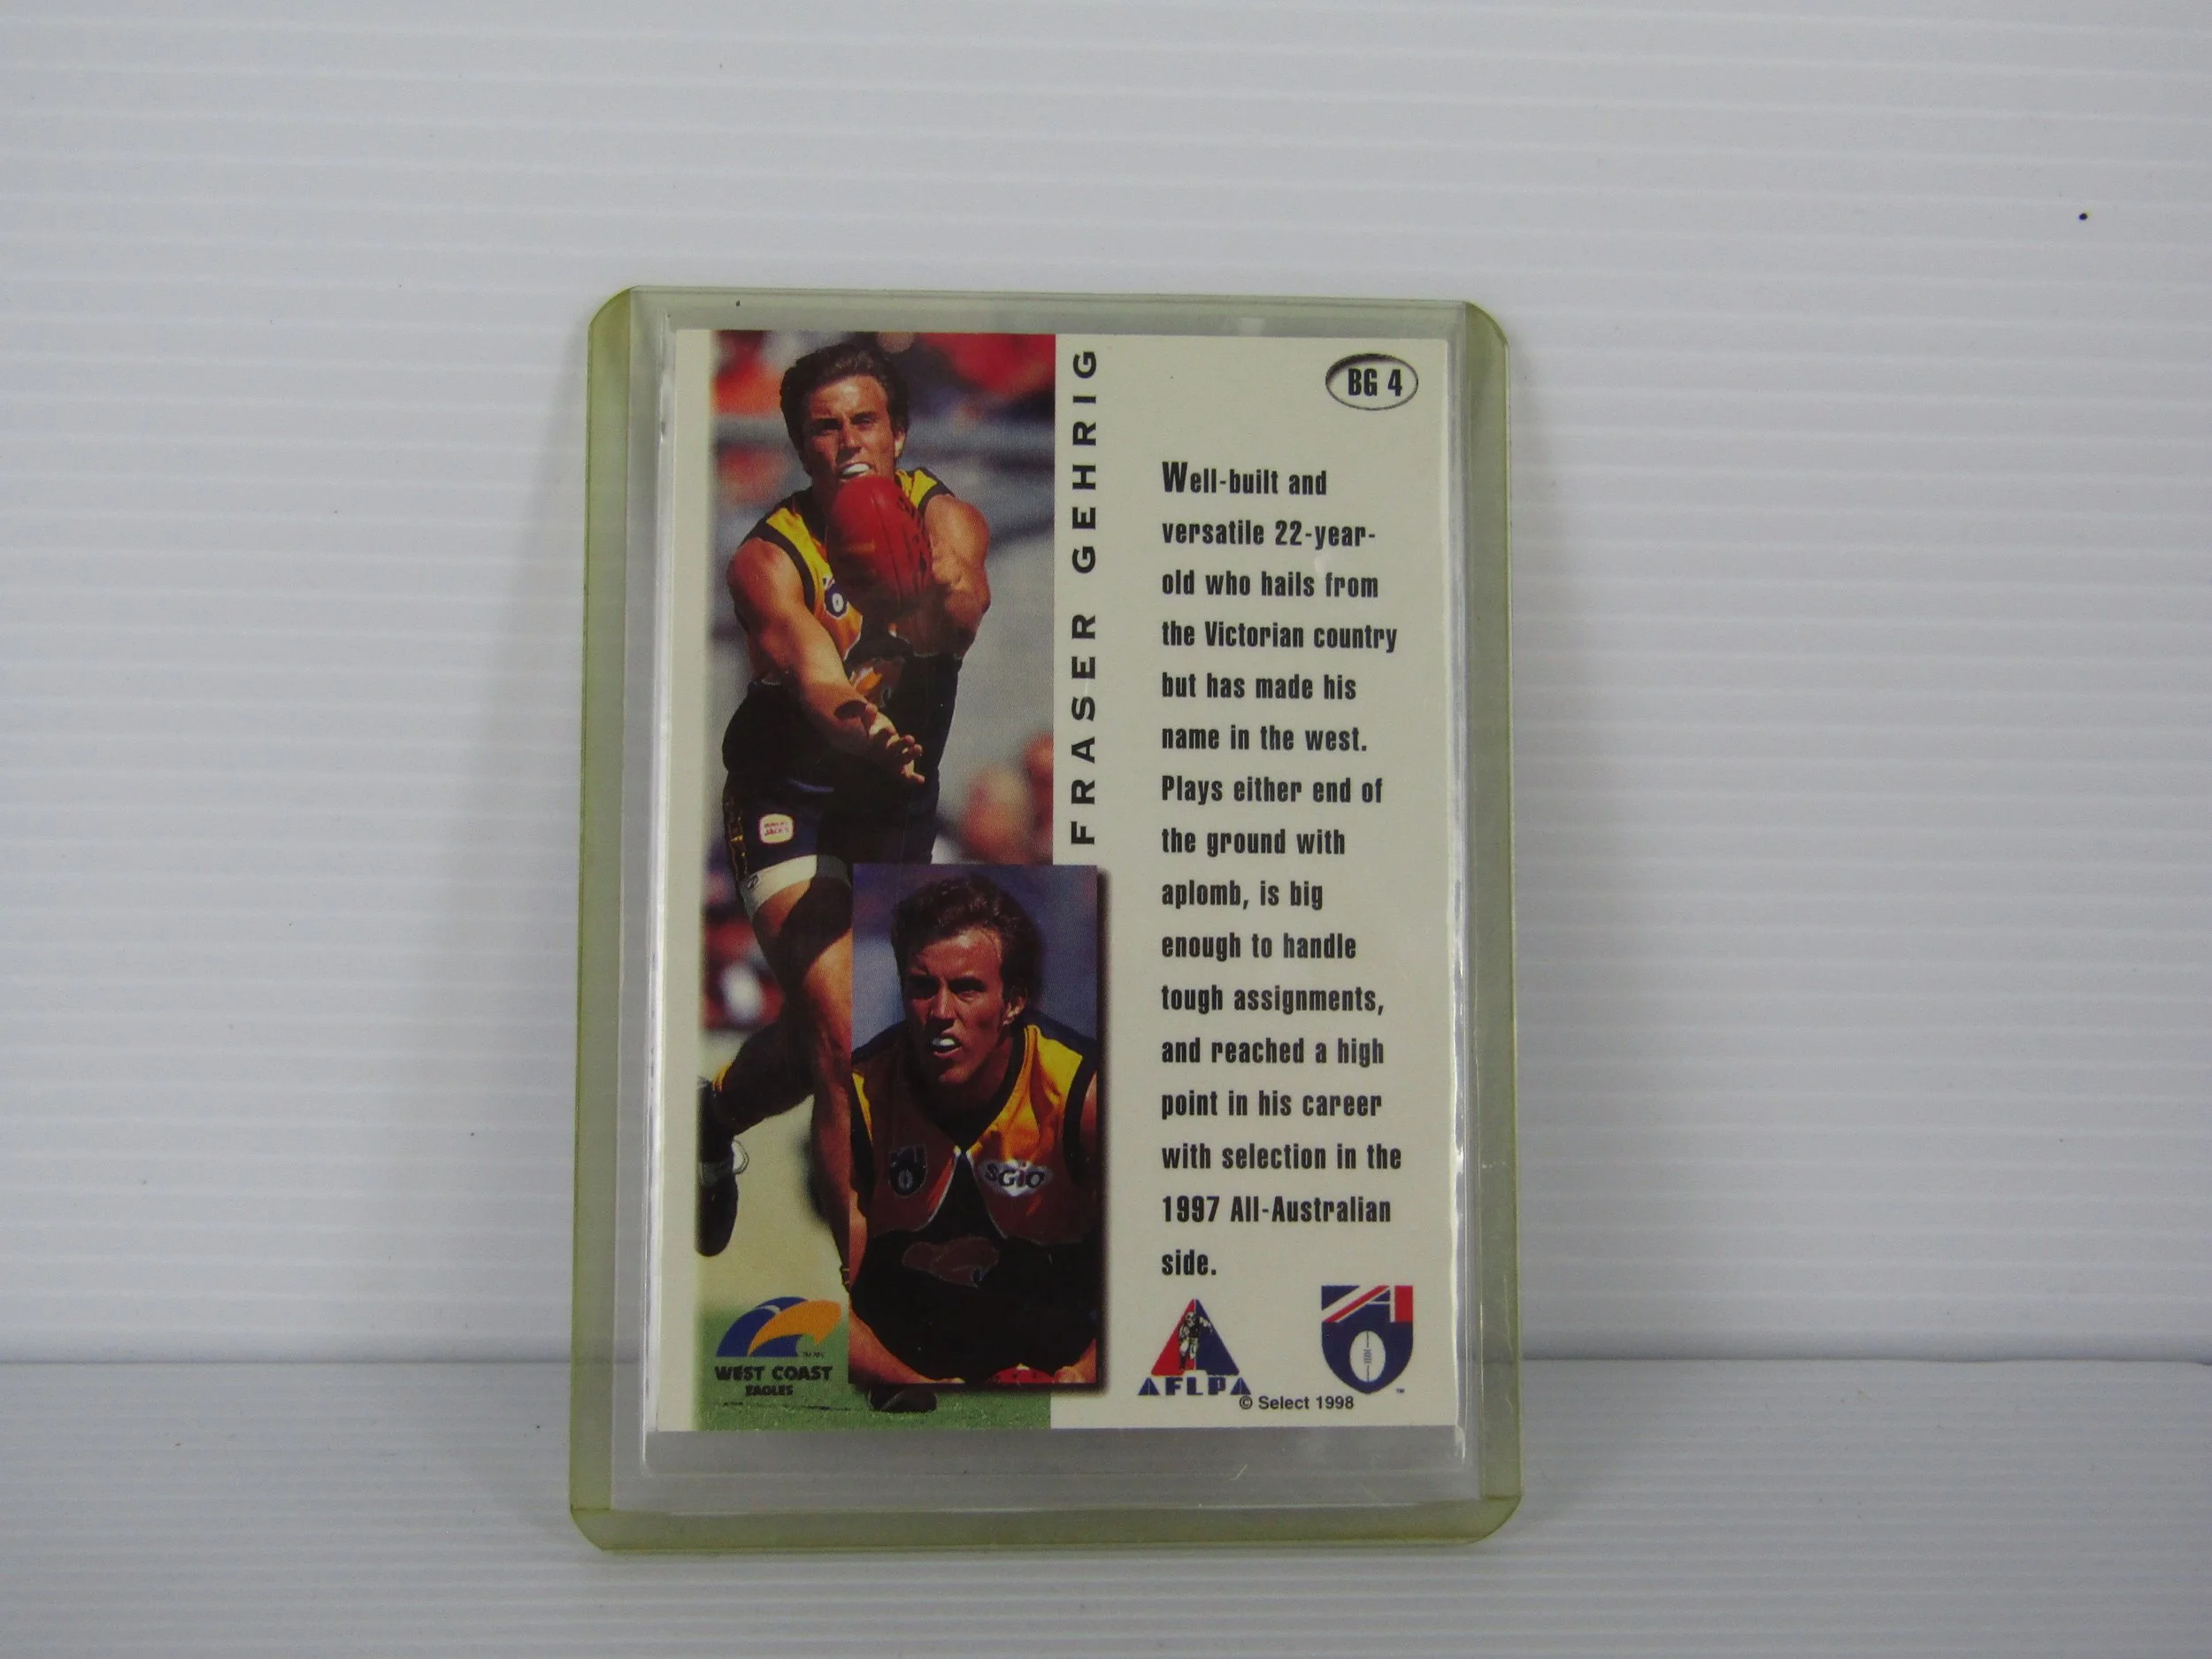 FRASER GEHRIG
BG 4
Well-built and
versatile 22-year-
old who hails from
the Victorian country
but has made his
name in the west.
Plays either end of
the ground with
aplomb, is big
enough to handle
tough assignments,
and reached a high
point in his career
with selection in the
1997 All-Australian
side.
JACK'S
SGIO
WEST COAST
EAGLES
AFLPA
© Select 1998
™